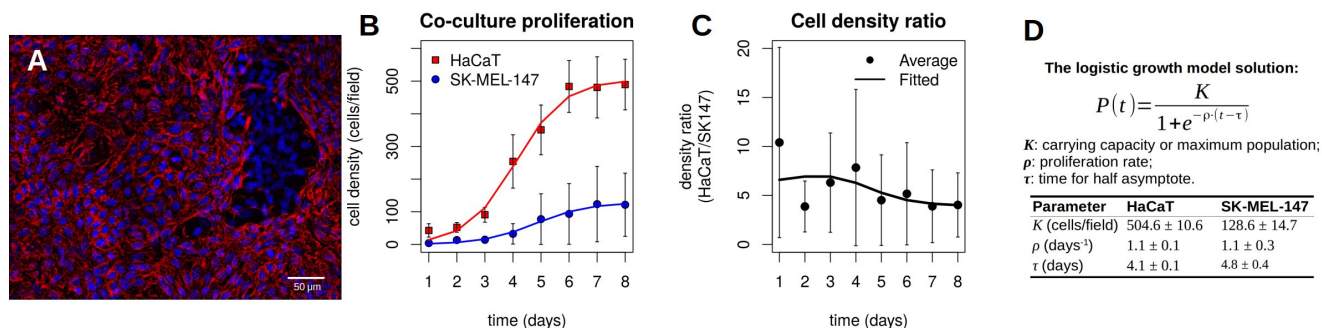 A
50 µm
B
Co-culture proliferation
HaCaT
SK-MEL-147
cell density (cells/field)
0
100
300
500
1 2 3 4 5 6 7 8
time (days)
C
Cell density ratio
Average
Fitted
density ratio
(HaCaT/SK147)
0
5
10
15
20
1 2 3 4 5 6 7 8
time (days)
D
The logistic growth model solution:
P(t)=K/1+e^−ρ·(t−τ)
K: carrying capacity or maximum population;
ρ: proliferation rate;
τ: time for half asymptote.
Parameter HaCaT SK-MEL-147
K (cells/field) 504.6 ± 10.6 128.6 ± 14.7
ρ (days⁻¹) 1.1 ± 0.1 1.1 ± 0.3
τ (days) 4.1 ± 0.1 4.8 ± 0.4